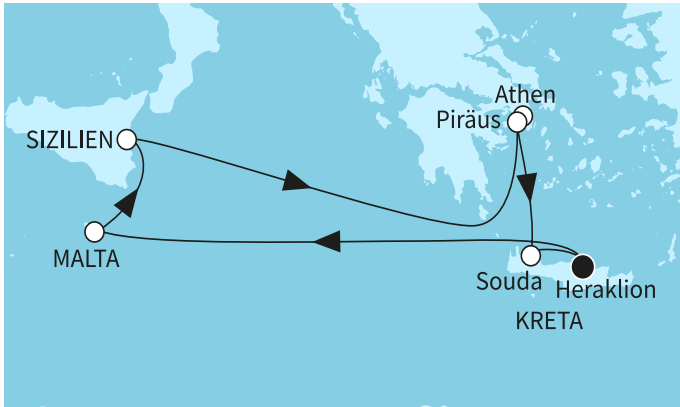 Athen
Piräus
SIZILIEN
MALTA
Souda
Heraklion
KRETA